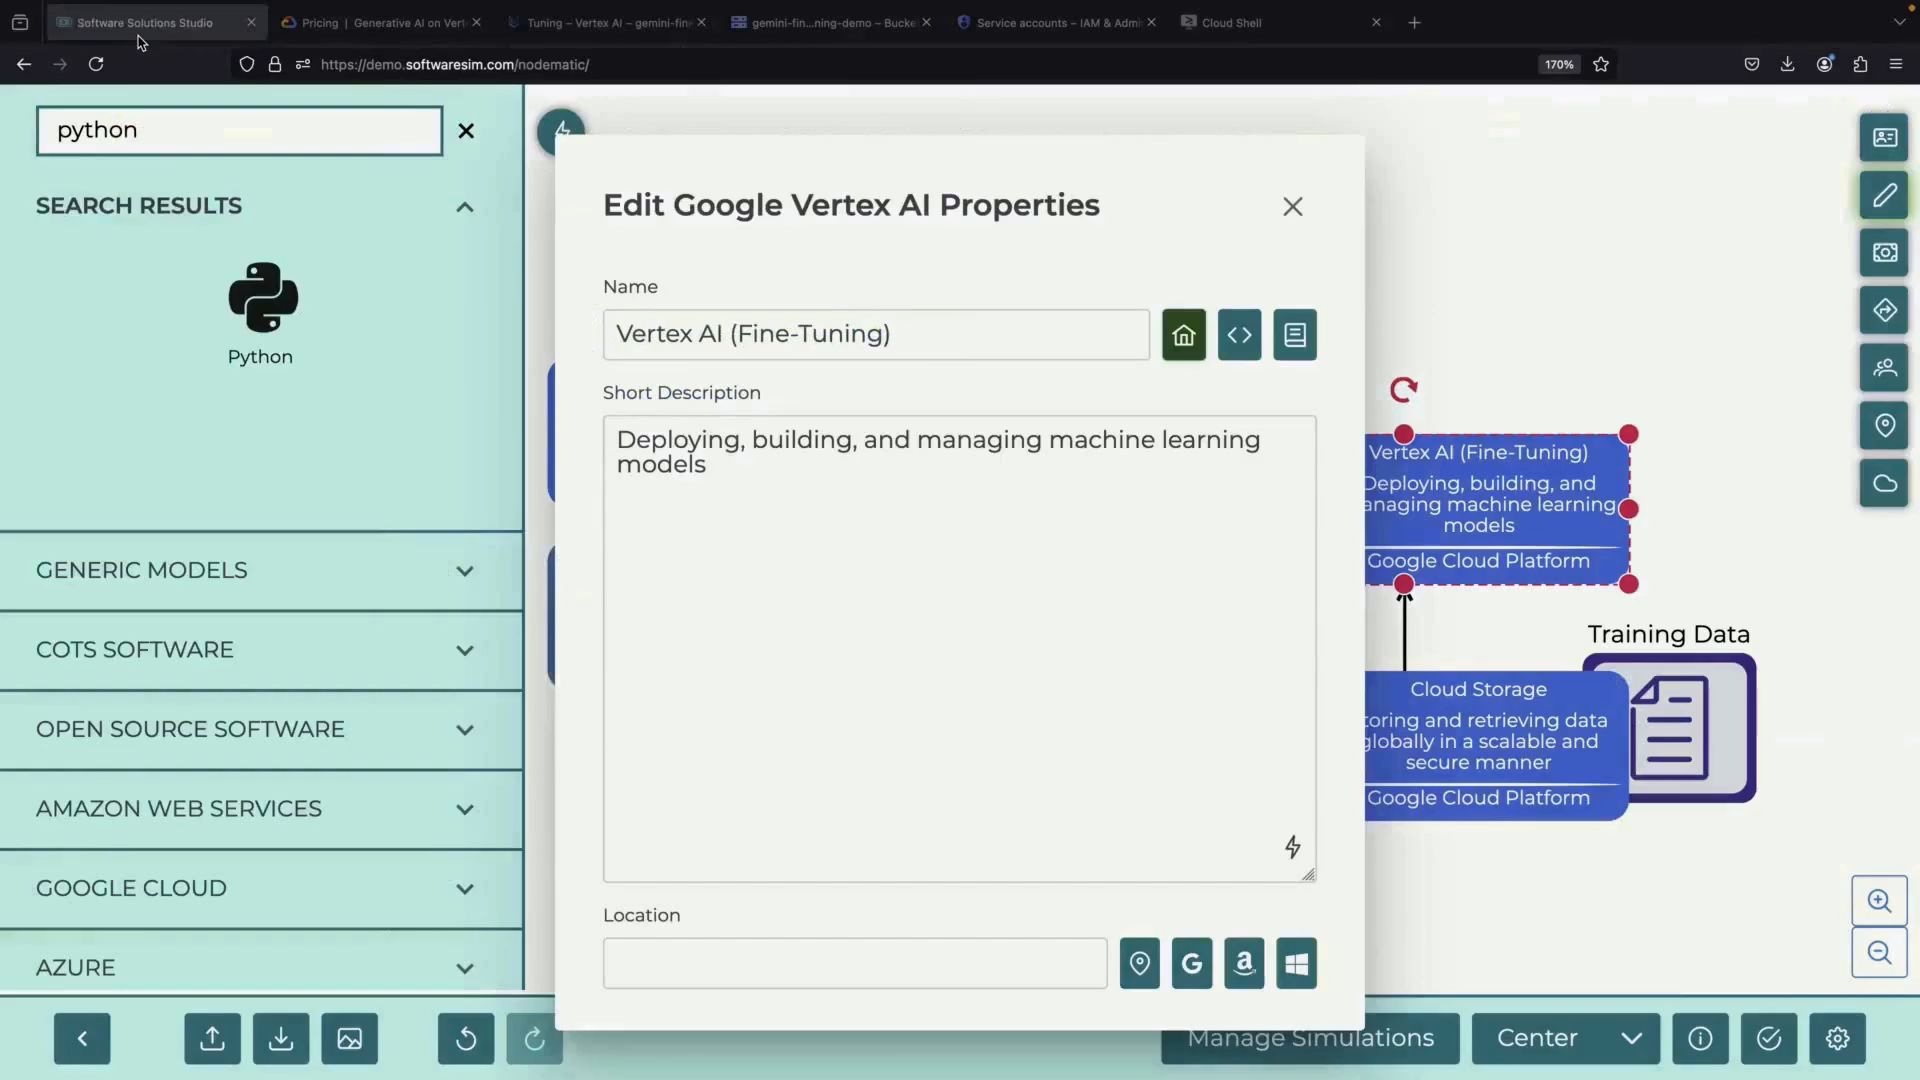 Software Solutions Studio
Pricing | Generative AI on Vert
Tuning – Vertex AI – gemini-fin
gemini-fin...ning-demo – Bucke
Service accounts – IAM & Admi
Cloud Shell
https://demo.softwaresim.com/nodematic/
170%
python
SEARCH RESULTS
Python
GENERIC MODELS
COTS SOFTWARE
OPEN SOURCE SOFTWARE
AMAZON WEB SERVICES
GOOGLE CLOUD
AZURE
Edit Google Vertex AI Properties
Name
Vertex AI (Fine-Tuning)
Short Description
Deploying, building, and managing machine learning
models
Location
Vertex AI (Fine-Tuning)
Deploying, building, and
anaging machine learning
models
Google Cloud Platform
Training Data
Cloud Storage
toring and retrieving data
globally in a scalable and
secure manner
Google Cloud Platform
Manage Simulations
Center